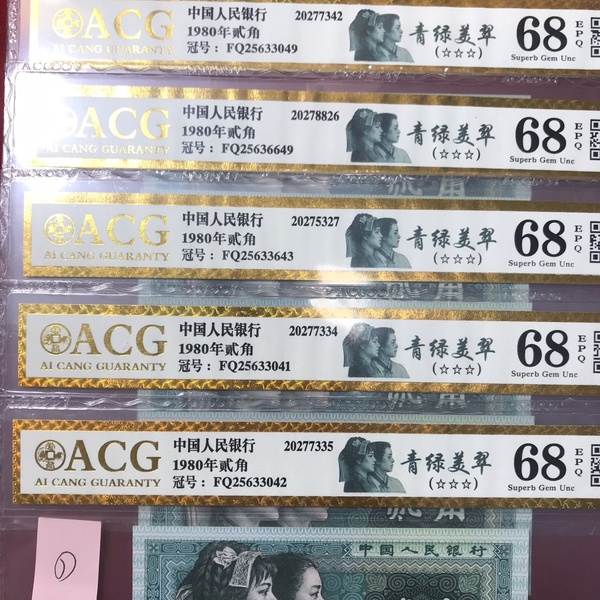 ACG
AI CANG GUARANTY
中国人民银行
1980年贰角
冠号：FQ25633049
20277342
青绿美翠
(☆☆☆)
68
EPQ
Superb Gem Unc
ACG
AI CANG GUARANTY
中国人民银行
1980年贰角
冠号：FQ25636649
20278826
青绿美翠
(☆☆☆)
68
EPQ
Superb Gem Unc
ACG
AI CANG GUARANTY
中国人民银行
1980年贰角
冠号：FQ25633643
20275327
青绿美翠
(☆☆☆)
68
EPQ
Superb Gem Unc
ACG
AI CANG GUARANTY
中国人民银行
1980年贰角
冠号：FQ25633041
20277334
青绿美翠
(☆☆☆)
68
EPQ
Superb Gem Unc
ACG
AI CANG GUARANTY
中国人民银行
1980年贰角
冠号：FQ25633042
20277335
青绿美翠
(☆☆☆)
68
EPQ
Superb Gem Unc
贰角
中国人民银行